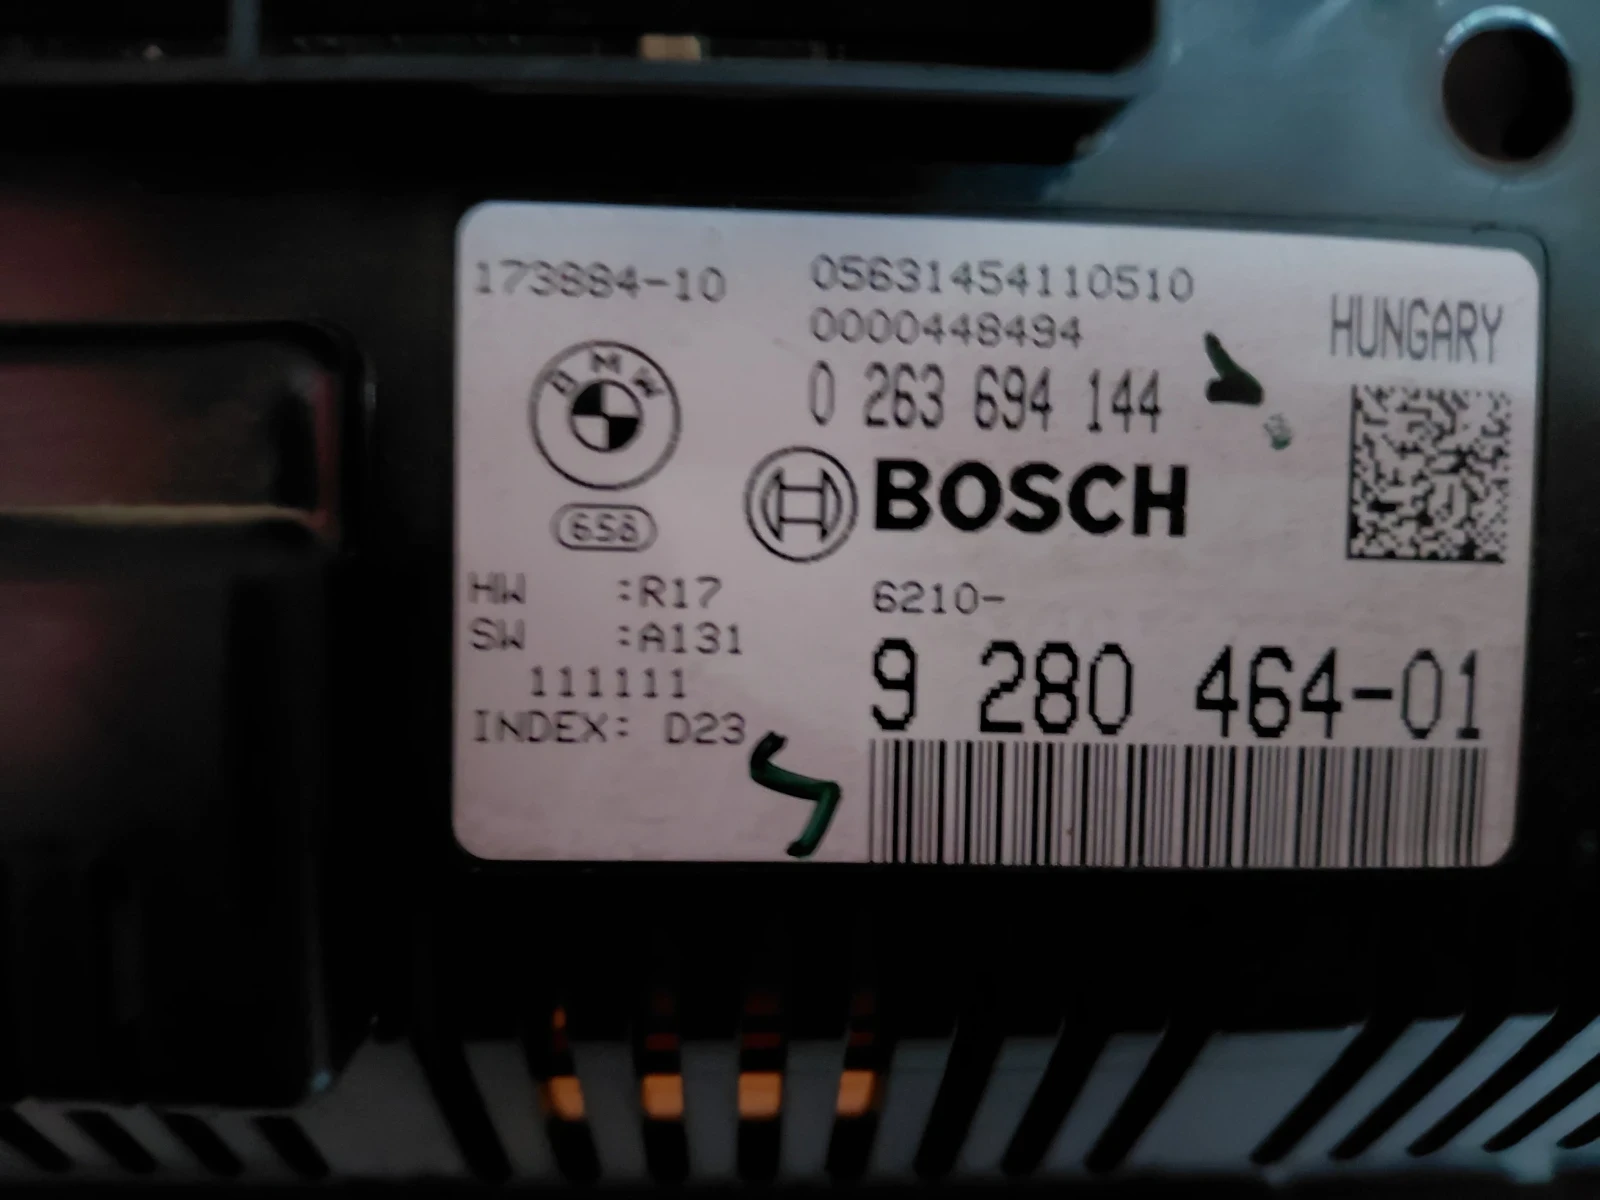 173884-10
05631454110510
0000448494
HUNGARY
0 263 694 144
BMW
658
BOSCH
HW :R17
SW :A131
111111
INDEX: D23
6210-
9 280 464-01